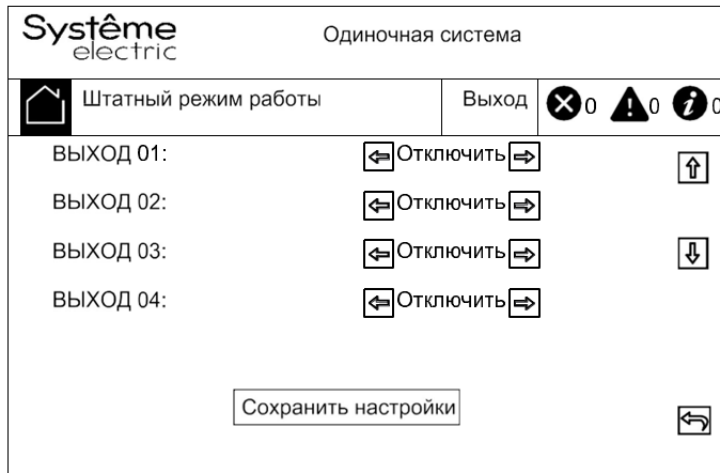 Systême
electric
Одиночная система
Штатный режим работы
Выход
0
0
0
ВЫХОД 01:
Отключить
ВЫХОД 02:
Отключить
ВЫХОД 03:
Отключить
ВЫХОД 04:
Отключить
Сохранить настройки